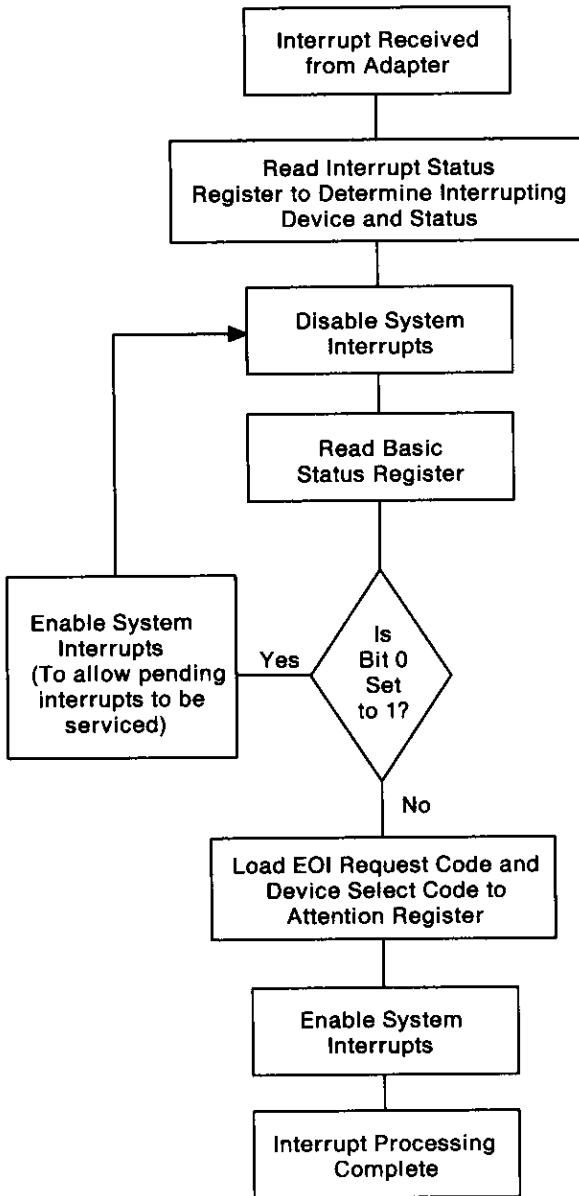 Interrupt Received
from Adapter
Read Interrupt Status
Register to Determine Interrupting
Device and Status
Disable System
Interrupts
Read Basic
Status Register
Enable System
Interrupts
(To allow pending
interrupts to be
serviced)
Yes
Is
Bit 0
Set
to 1?
No
Load EOI Request Code and
Device Select Code to
Attention Register
Enable System
Interrupts
Interrupt Processing
Complete